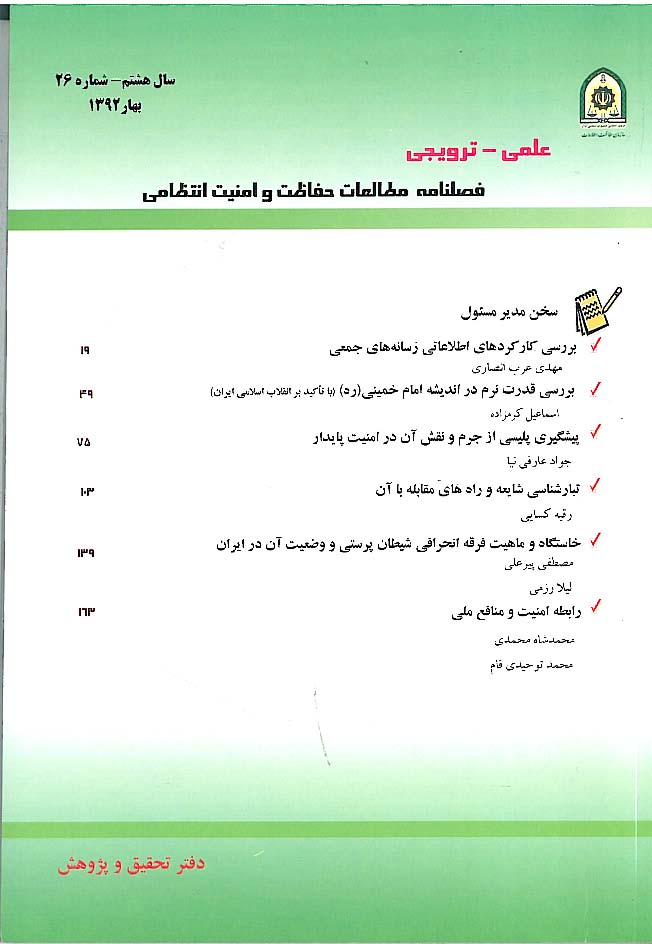 سال هشتم – شماره ۲۶
بهار ۱۳۹۲
علمی - ترویجی
فصلنامه مطالعات حفاظت و امنیت انتظامی
سخن مدیر مسئول
بررسی کارکردهای اطلاعاتی رسانه‌های جمعی ۱۹
مهدی عرب انصاری
بررسی قدرت نرم در اندیشه امام خمینی(ره) (با تأکید بر انقلاب اسلامی ایران) ۴۹
اسماعیل کرمزاده
پیشگیری پلیسی از جرم و نقش آن در امنیت پایدار ۷۵
جواد عارفی نیا
تبارشناسی شایعه و راه های مقابله با آن ۱۰۳
رقیه کسایی
خاستگاه و ماهیت فرقه انحرافی شیطان پرستی و وضعیت آن در ایران ۱۳۹
مصطفی پیرعلی
لیلا رزمی
رابطه امنیت و منافع ملی ۱۶۳
محمدشاه محمدی
محمد توحیدی فام
دفتر تحقیق و پژوهش